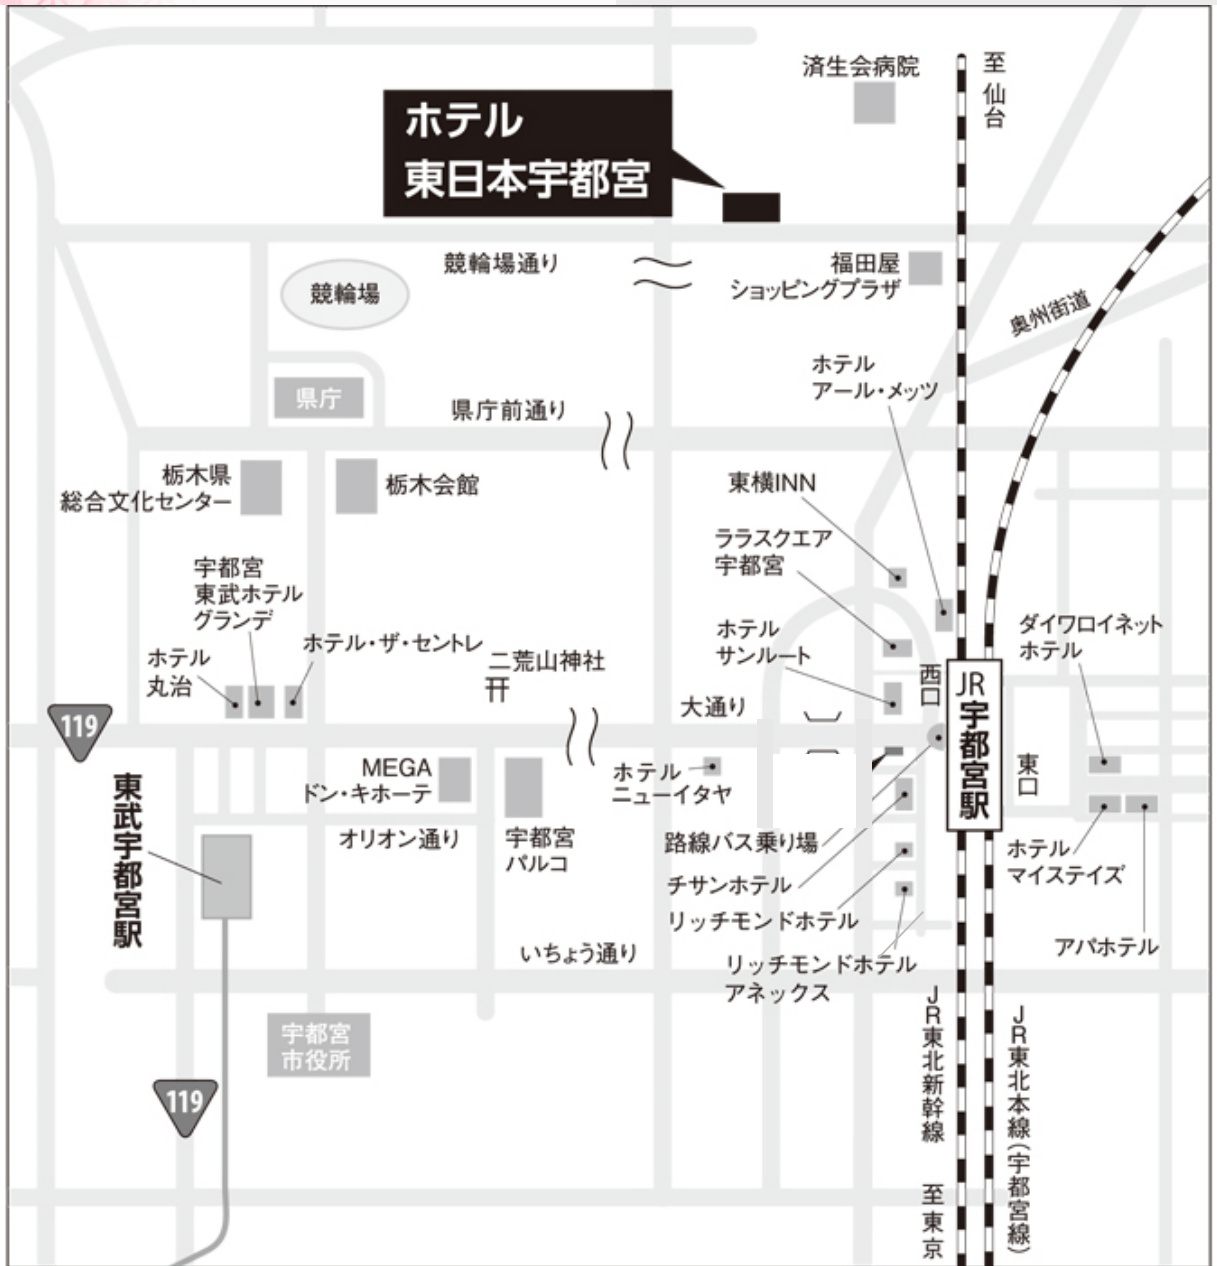 済生会病院
至仙台
ホテル
東日本宇都宮
競輪場通り
福田屋
ショッピングプラザ
競輪場
奥州街道
ホテル
アール・メッツ
県庁
県庁前通り
栃木県
総合文化センター
栃木会館
東横INN
ララスクエア
宇都宮
宇都宮
東武ホテル
グランデ
ホテル・ザ・セントレ
ホテル
丸治
二荒山神社
ホテル
サンルート
ダイワロイネット
ホテル
西口
JR宇都宮駅
東口
大通り
119
東武宇都宮駅
MEGA
ドン・キホーテ
ホテル
ニューイタヤ
オリオン通り
宇都宮
パルコ
路線バス乗り場
チサンホテル
リッチモンドホテル
リッチモンドホテル
アネックス
ホテル
マイステイズ
アパホテル
いちょう通り
宇都宮
市役所
119
JR東北新幹線
至東京
JR東北本線(宇都宮線)